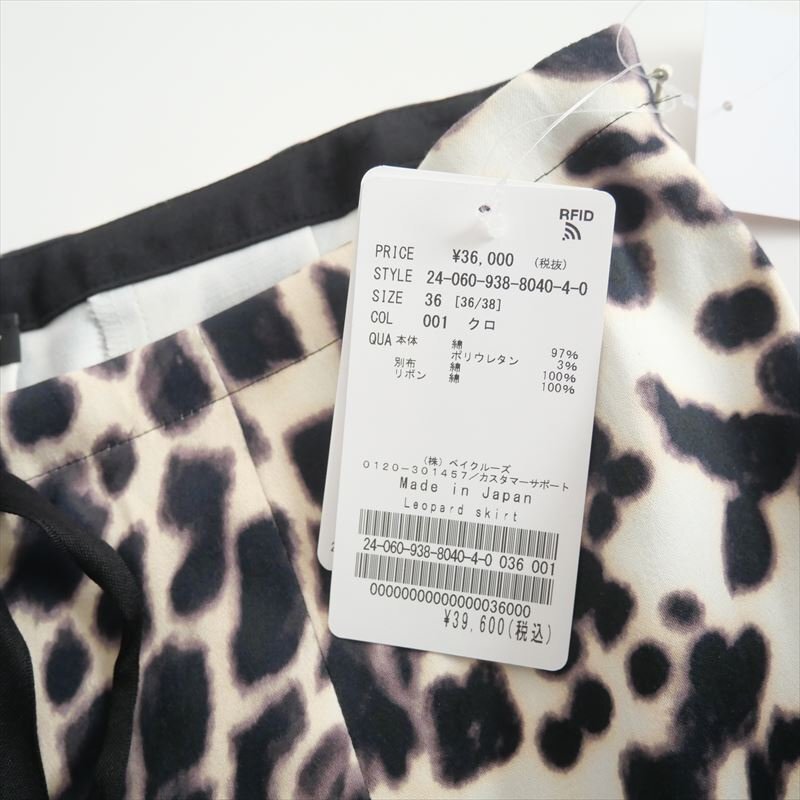 RFID
PRICE ¥36,000 (税抜)
STYLE 24-060-938-8040-4-0
SIZE 36 [36/38]
COL 001 クロ
QUA 本体 綿 97%
ポリウレタン 3%
別布 綿 100%
リボン 綿 100%
(株) ベイクルーズ
0120-301457/カスタマーサポート
Made in Japan
Leopard skirt
24-060-938-8040-4-0 036 001
00000000000000036000
¥39,600(税込)